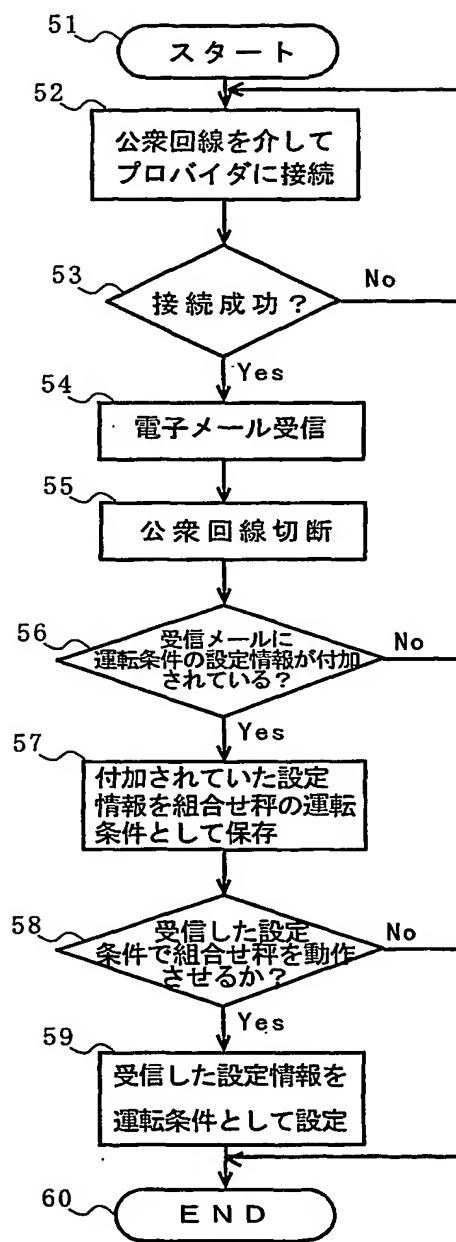 51
スタート
52
公衆回線を介して
プロバイダに接続
53
接続成功？
No
Yes
54
電子メール受信
55
公衆回線切断
56
受信メールに
運転条件の設定情報が付加
されている？
No
Yes
57
付加されていた設定
情報を組合せ秤の運転
条件として保存
58
受信した設定
条件で組合せ秤を動作
させるか？
No
Yes
59
受信した設定情報を
運転条件として設定
60
END